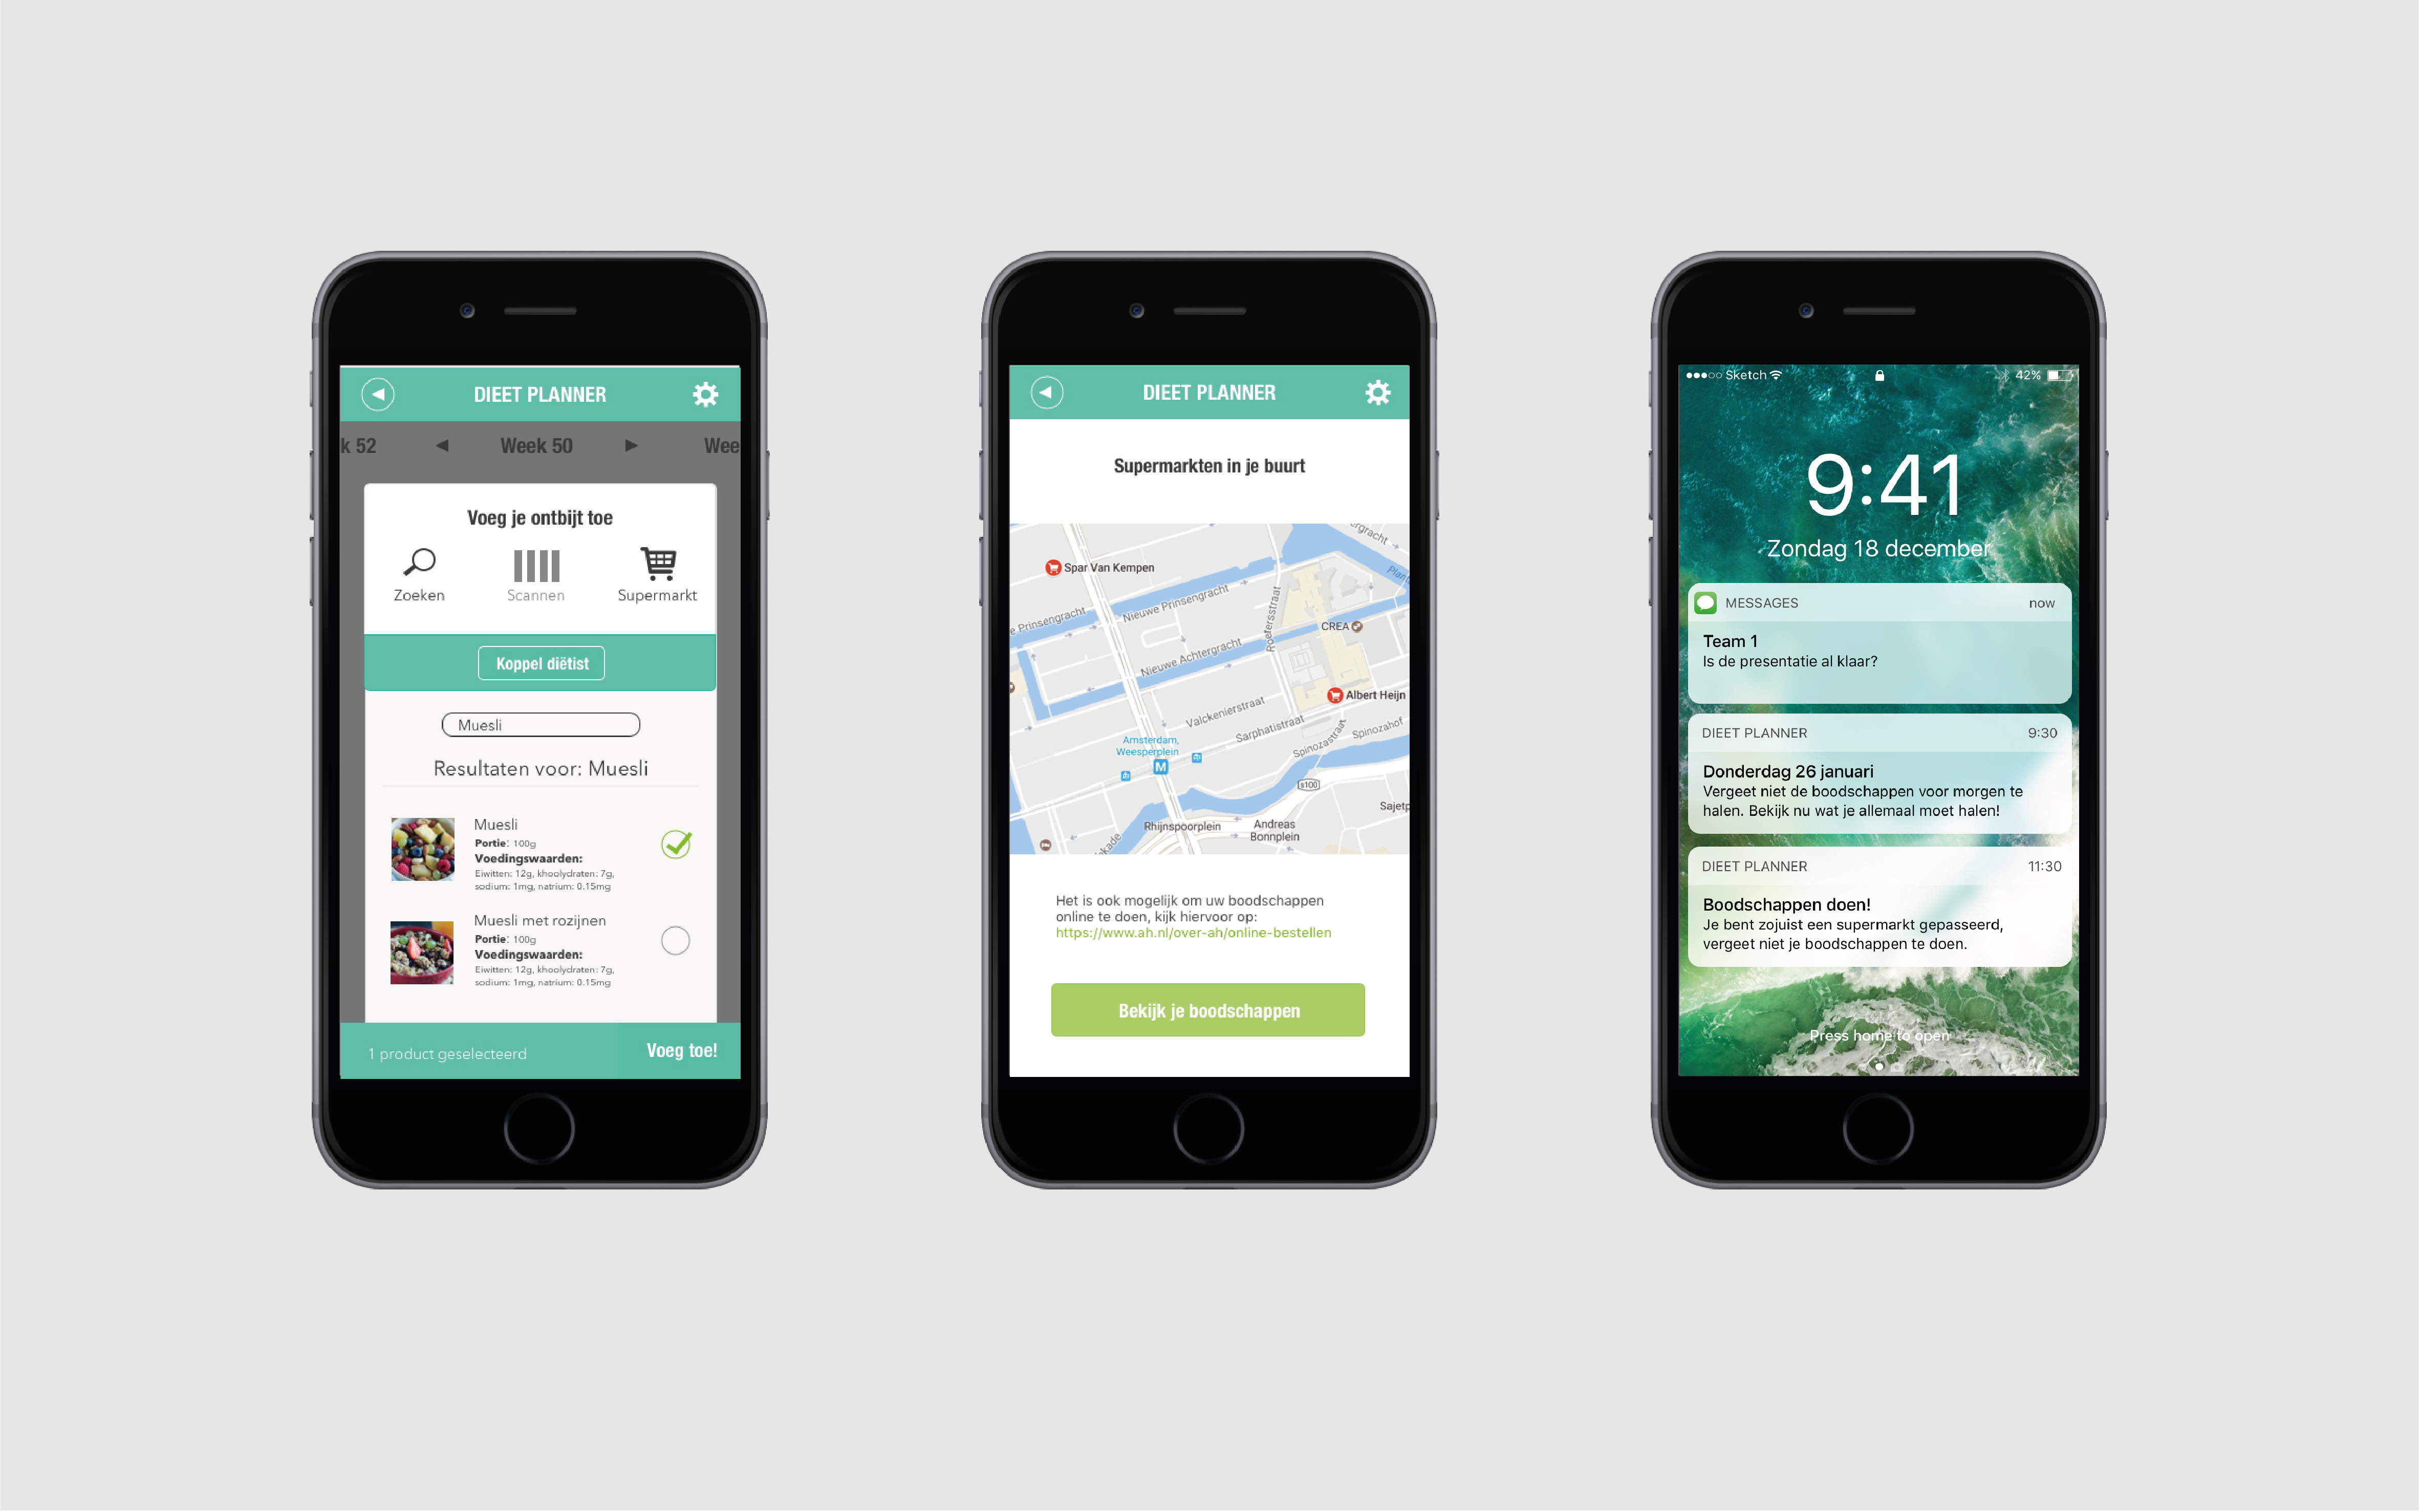 DIEET PLANNER
k 52 ◀ Week 50 ▶ Wee
Voeg je ontbijt toe
Zoeken Scannen Supermarkt
Koppel diëtist
Muesli
Resultaten voor: Muesli
Muesli
Portie: 100g
Voedingswaarden:
Eiwitten: 12g, khoolydraten: 7g,
sodium: 1mg, natrium: 0.15mg
Muesli met rozijnen
Portie: 100g
Voedingswaarden:
Eiwitten: 12g, khoolydraten: 7g,
sodium: 1mg, natrium: 0.15mg
1 product geselecteerd Voeg toe!
DIEET PLANNER
Supermarkten in je buurt
ergracht
Spar Van Kempen
Plant
Nieuwe Prinsengracht
e Prinsengracht
Roetersstraat
CREA
Nieuwe Achtergracht
Albert Heijn
Valckenierstraat
Sarphatistraat
Spinozastraat
Spinozahof
Amsterdam,
Weesperplein
M
s100
Sajetp
Rhijnspoorplein
Andreas
Bonnplein
kade
Het is ook mogelijk om uw boodschappen
online te doen, kijk hiervoor op:
https://www.ah.nl/over-ah/online-bestellen
Bekijk je boodschappen
Sketch 42%
9:41
Zondag 18 december
MESSAGES now
Team 1
Is de presentatie al klaar?
DIEET PLANNER 9:30
Donderdag 26 januari
Vergeet niet de boodschappen voor morgen te
halen. Bekijk nu wat je allemaal moet halen!
DIEET PLANNER 11:30
Boodschappen doen!
Je bent zojuist een supermarkt gepasseerd,
vergeet niet je boodschappen te doen.
Press home to open